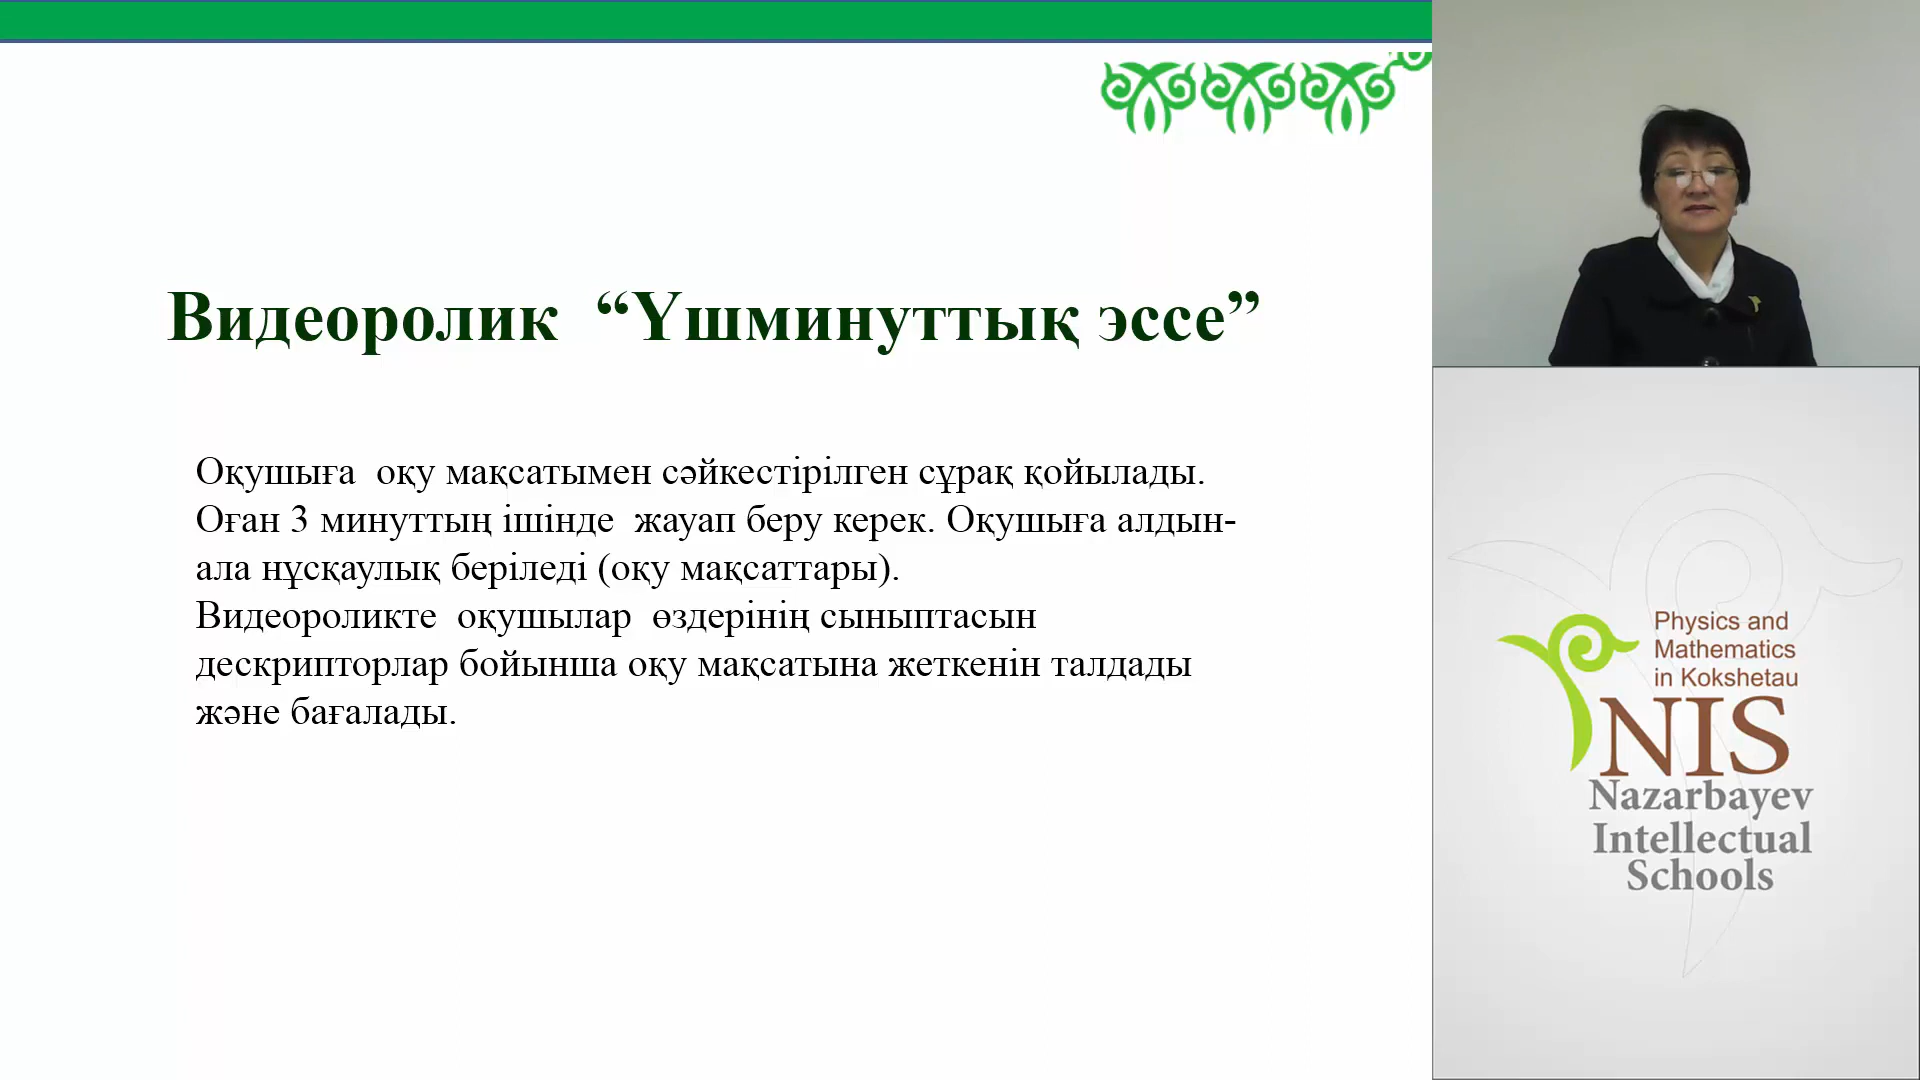 Видеоролик “Үшминуттық эссе”
Оқушыға оқу мақсатымен сәйкестірілген сұрақ қойылады.
Оған 3 минуттың ішінде жауап беру керек. Оқушыға алдын-
ала нұсқаулық беріледі (оқу мақсаттары).
Видеороликте оқушылар өздерінің сыныптасын
дескрипторлар бойынша оқу мақсатына жеткенін талдады
және бағалады.
Physics and
Mathematics
in Kokshetau
NIS
Nazarbayev
Intellectual
Schools